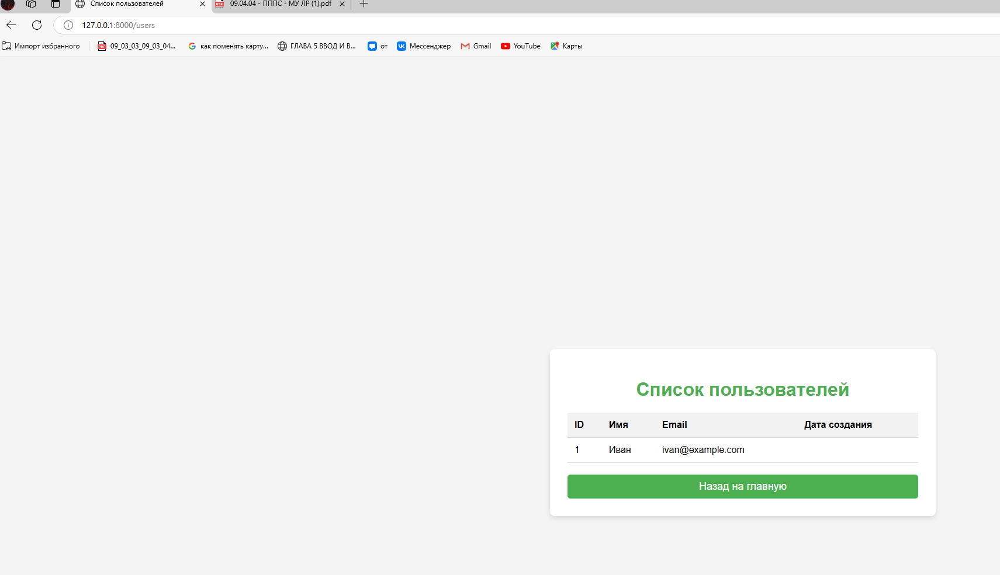 Список пользователей
09.04.04 - ПППС - МУ ЛР (1).pdf
127.0.0.1:8000/users
Импорт избранного
09_03_03_09_03_04...
как поменять карту...
ГЛАВА 5 ВВОД И В...
от
Мессенджер
Gmail
YouTube
Карты
Список пользователей
ID Имя Email Дата создания
1 Иван ivan@example.com
Назад на главную